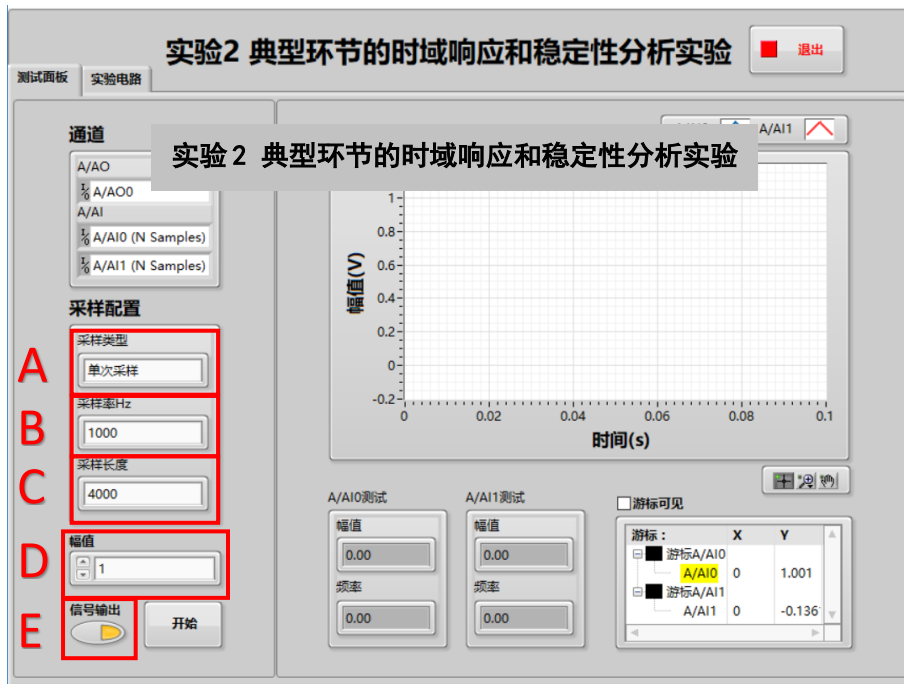 实验2 典型环节的时域响应和稳定性分析实验
退出
测试面板
实验电路
实验2 典型环节的时域响应和稳定性分析实验
通道
A/AO
A/AO0
A/AI
A/AI0 (N Samples)
A/AI1 (N Samples)
采样配置
A
采样类型
单次采样
B
采样率Hz
1000
C
采样长度
4000
D
幅值
1
E
信号输出
开始
A/AI1
幅值(V)
1
0.8
0.6
0.4
0.2
0
-0.2
0 0.02 0.04 0.06 0.08 0.1
时间(s)
A/AI0测试
幅值
0.00
频率
0.00
A/AI1测试
幅值
0.00
频率
0.00
游标可见
游标: X Y
游标A/AI0
A/AI0 0 1.001
游标A/AI1
A/AI1 0 -0.136